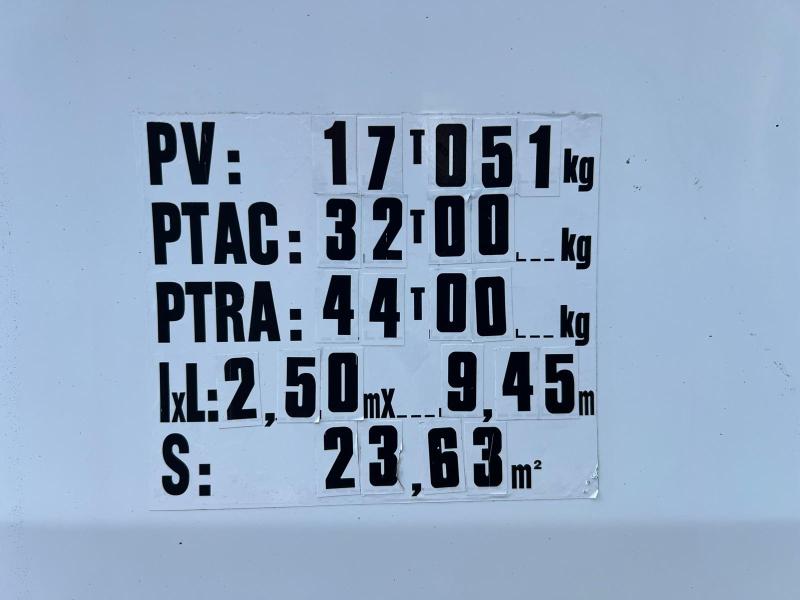 PV: 17T051kg
PTAC: 32T00___kg
PTRA: 44T00___kg
lxL: 2,50mx___9,45m
S: 23,63m²